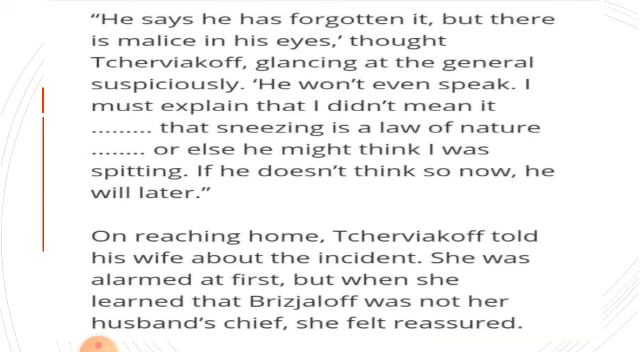 “He says he has forgotten it, but there
is malice in his eyes,’ thought
Tcherviakoff, glancing at the general
suspiciously. ‘He won’t even speak. I
must explain that I didn’t mean it
......... that sneezing is a law of nature
........ or else he might think I was
spitting. If he doesn’t think so now, he
will later.”
On reaching home, Tcherviakoff told
his wife about the incident. She was
alarmed at first, but when she
learned that Brizjaloff was not her
husband’s chief, she felt reassured.